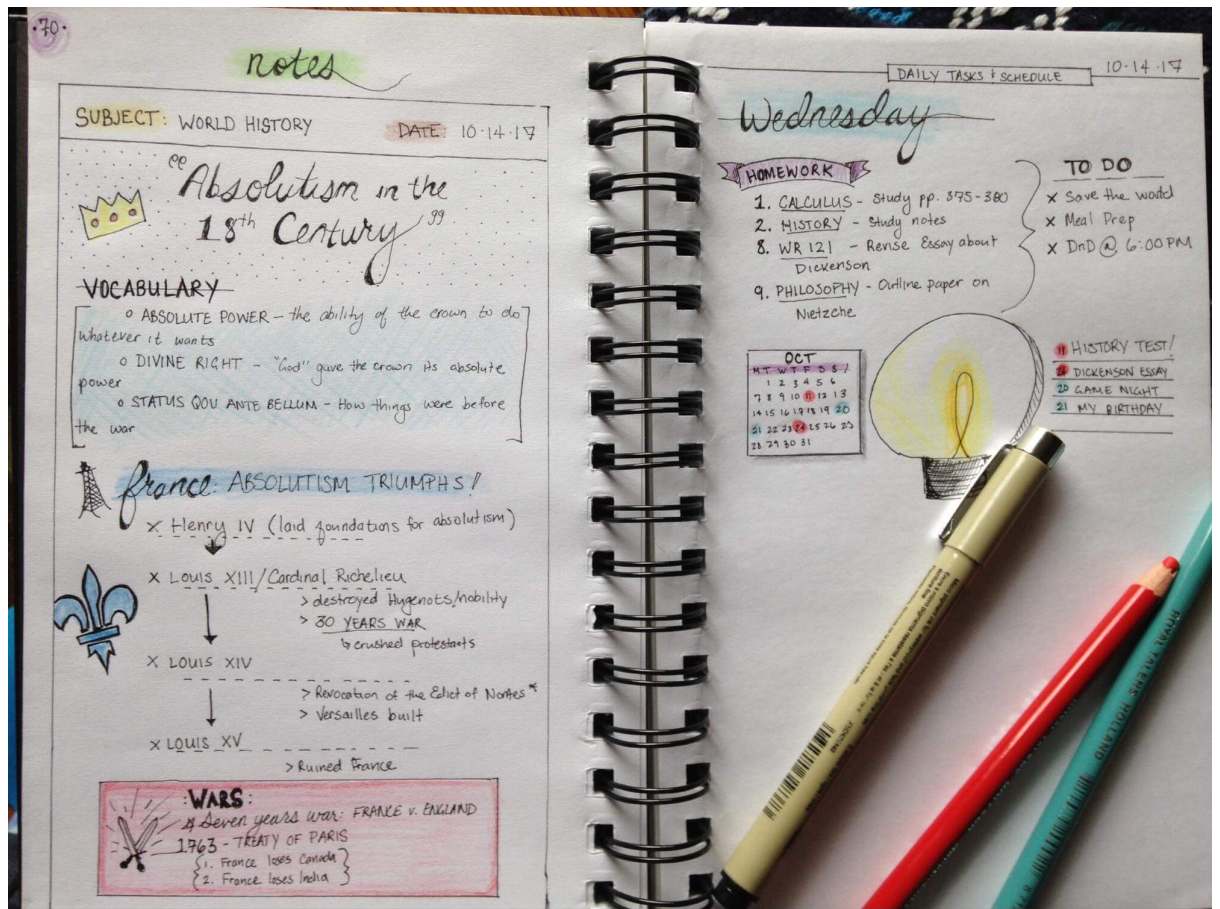 ·70·
notes
SUBJECT: WORLD HISTORY DATE: 10·14·17
"Absolutism in the
18th Century"
VOCABULARY
o ABSOLUTE POWER – the ability of the crown to do
whatever it wants
o DIVINE RIGHT – "God" gave the crown its absolute
power
o STATUS QOU ANTE BELLUM – How things were before
the war
france: ABSOLUTISM TRIUMPHS!
x Henry IV (laid foundations for absolutism)
x LOUIS XIII/Cardinal Richelieu
> destroyed Hugenots/nobility
> 30 YEARS WAR
↳ crushed protestants
x LOUIS XIV
> Revocation of the Edict of Nantes *
> Versailles built
x LOUIS XV
> Ruined France
:WARS:
Seven years war: FRANCE v. ENGLAND
1763 - TREATY OF PARIS
1. France loses Canada
2. France loses India
DAILY TASKS & SCHEDULE 10·14·17
Wednesday
HOMEWORK
1. CALCULUS - Study pp. 375-380
2. HISTORY - Study notes
8. WR 121 - Revise Essay about
Dickenson
9. PHILOSOPHY - Outline paper on
Nietzche
TO DO
x Save the world
x Meal Prep
x DnD @ 6:00 PM
OCT
M T W T F S S
1 2 3 4 5 6
7 8 9 10 11 12 13
14 15 16 17 18 19 20
21 22 23 24 25 26 25
28 29 30 31
11 HISTORY TEST!
24 DICKENSON ESSAY
20 GAME NIGHT
21 MY BIRTHDAY
ROYAL TALENS HOLLAND